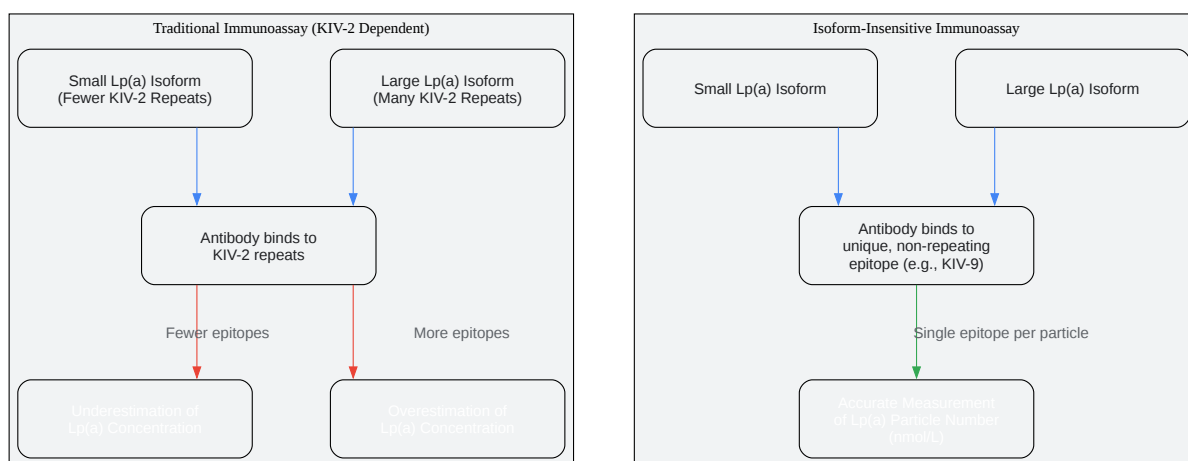 Traditional Immunoassay (KIV-2 Dependent)
Small Lp(a) Isoform
(Fewer KIV-2 Repeats)
Large Lp(a) Isoform
(Many KIV-2 Repeats)
Antibody binds to
KIV-2 repeats
Fewer epitopes
More epitopes
Underestimation of
Lp(a) Concentration
Overestimation of
Lp(a) Concentration
Isoform-Insensitive Immunoassay
Small Lp(a) Isoform
Large Lp(a) Isoform
Antibody binds to
unique, non-repeating
epitope (e.g., KIV-9)
Single epitope per particle
Accurate Measurement
of Lp(a) Particle Number
(nmol/L)